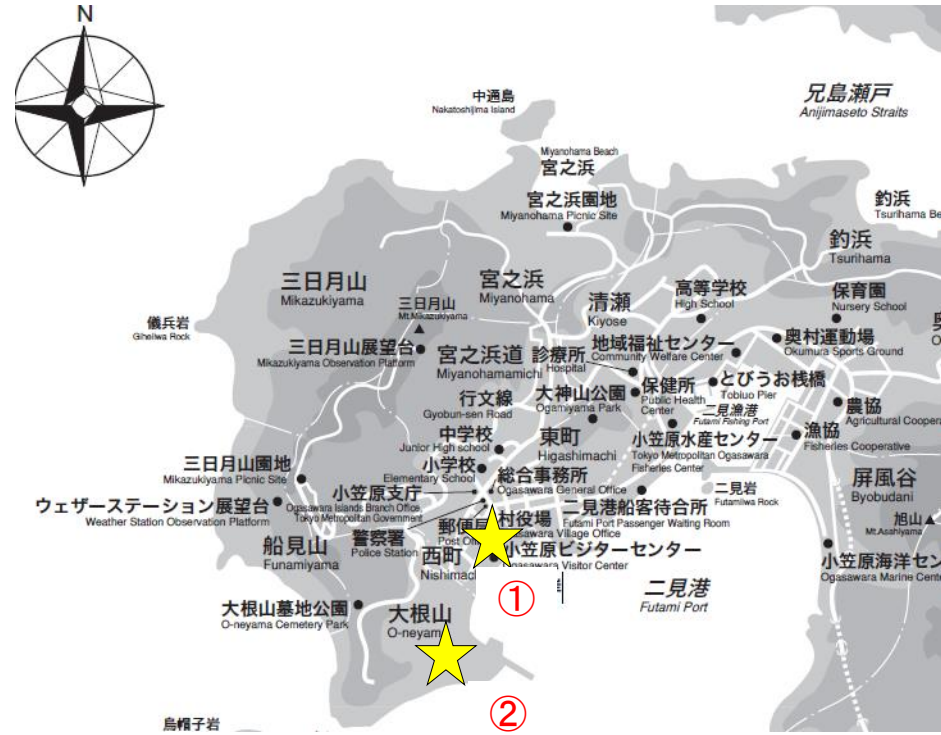 N
中通島
Nakatoshijima Island
兄島瀬戸
Anijimaseto Straits
Miyanohama Beach
宮之浜
宮之浜園地
Miyanohama Picnic Site
釣浜
Tsurihama Be
釣浜
Tsurihama
三日月山
Mikazukiyama
宮之浜
Miyanohama
高等学校
High School
保育園
Nursery School
清瀬
Kiyose
三日月山
Mt.Mikazukiyama
儀兵岩
Giheiwa Rock
三日月山展望台
Mikazukiyama Observation Platform
宮之浜道
Miyanohamamichi
診療所
Hospital
地域福祉センター
Community Welfare Center
奥村運動場
Okumura Sports Ground
奥
O
行文線
Gyobun-sen Road
大神山公園
Ogamiyama Park
保健所
Public Health
Center
とびうお桟橋
Tobiuo Pier
二見漁港
Futami Fishing Port
農協
Agricultural Coopera
中学校
Junior High school
東町
Higashimachi
小笠原水産センター
Tokyo Metropolitan Ogasawara
Fisheries Center
漁協
Fisheries Cooperative
小学校
Elementary School
三日月山園地
Mikazukiyama Picnic Site
総合事務所
Ogasawara General Office
二見岩
Futamiiwa Rock
屏風谷
Byobudani
小笠原支庁
Ogasawara Islands Branch Office,
Tokyo Metropolitan Government
ウェザーステーション展望台
Weather Station Observation Platform
二見港船客待合所
Futami Port Passenger Waiting Room
旭山
Mt.Asahiyama
警察署
Police Station
郵便局
Post Offi
村役場
asawara Village Office
船見山
Funamiyama
西町
Nishimach
小笠原ビジターセンター
Ogasawara Visitor Center
小笠原海洋セン
Ogasawara Marine Cente
①
二見港
Futami Port
大根山墓地公園
O-neyama Cemetery Park
大根山
O-neyam
②
烏帽子岩